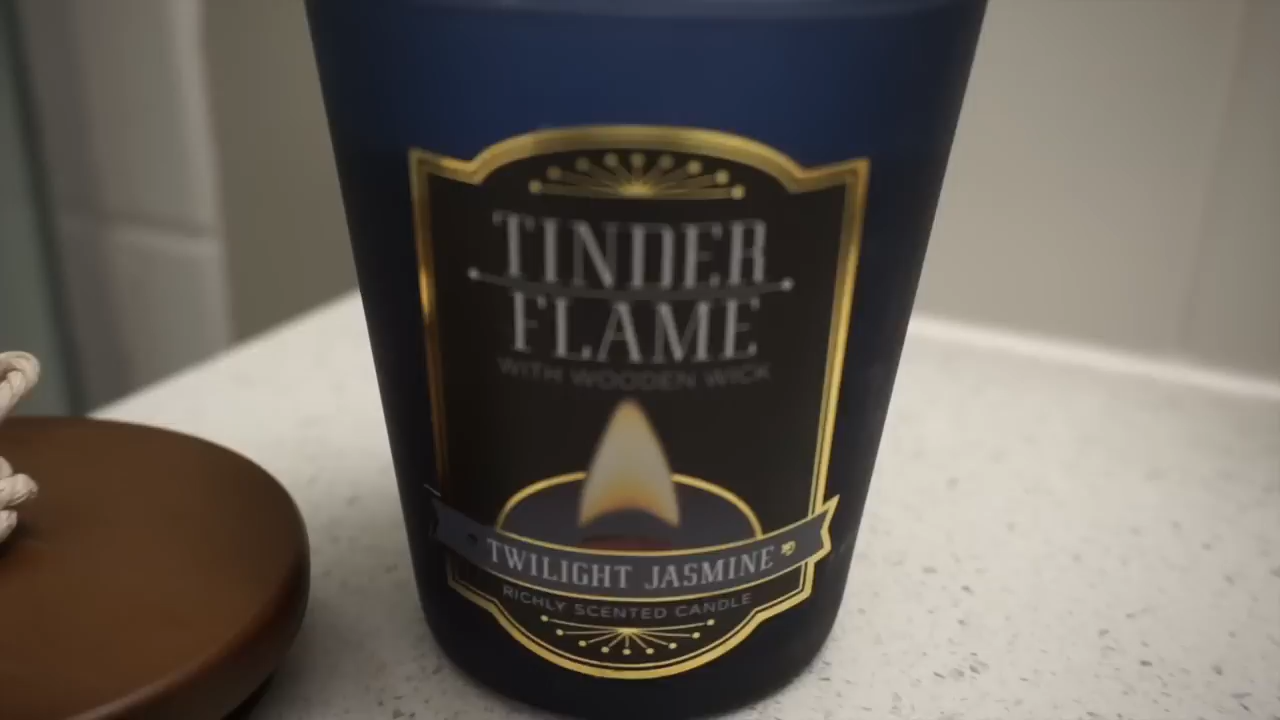 TINDER
FLAME
WITH WOODEN WICK
TWILIGHT JASMINE
RICHLY SCENTED CANDLE